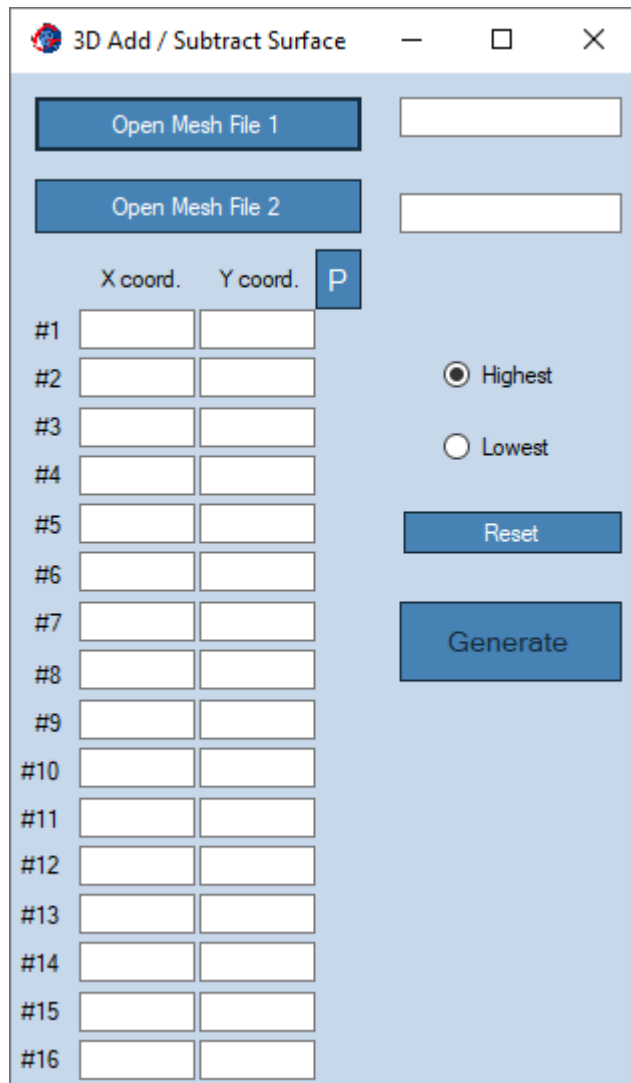 3D Add / Subtract Surface
Open Mesh File 1
Open Mesh File 2
X coord. Y coord. P
#1
#2
Highest
#3
Lowest
#4
#5
Reset
#6
#7
Generate
#8
#9
#10
#11
#12
#13
#14
#15
#16